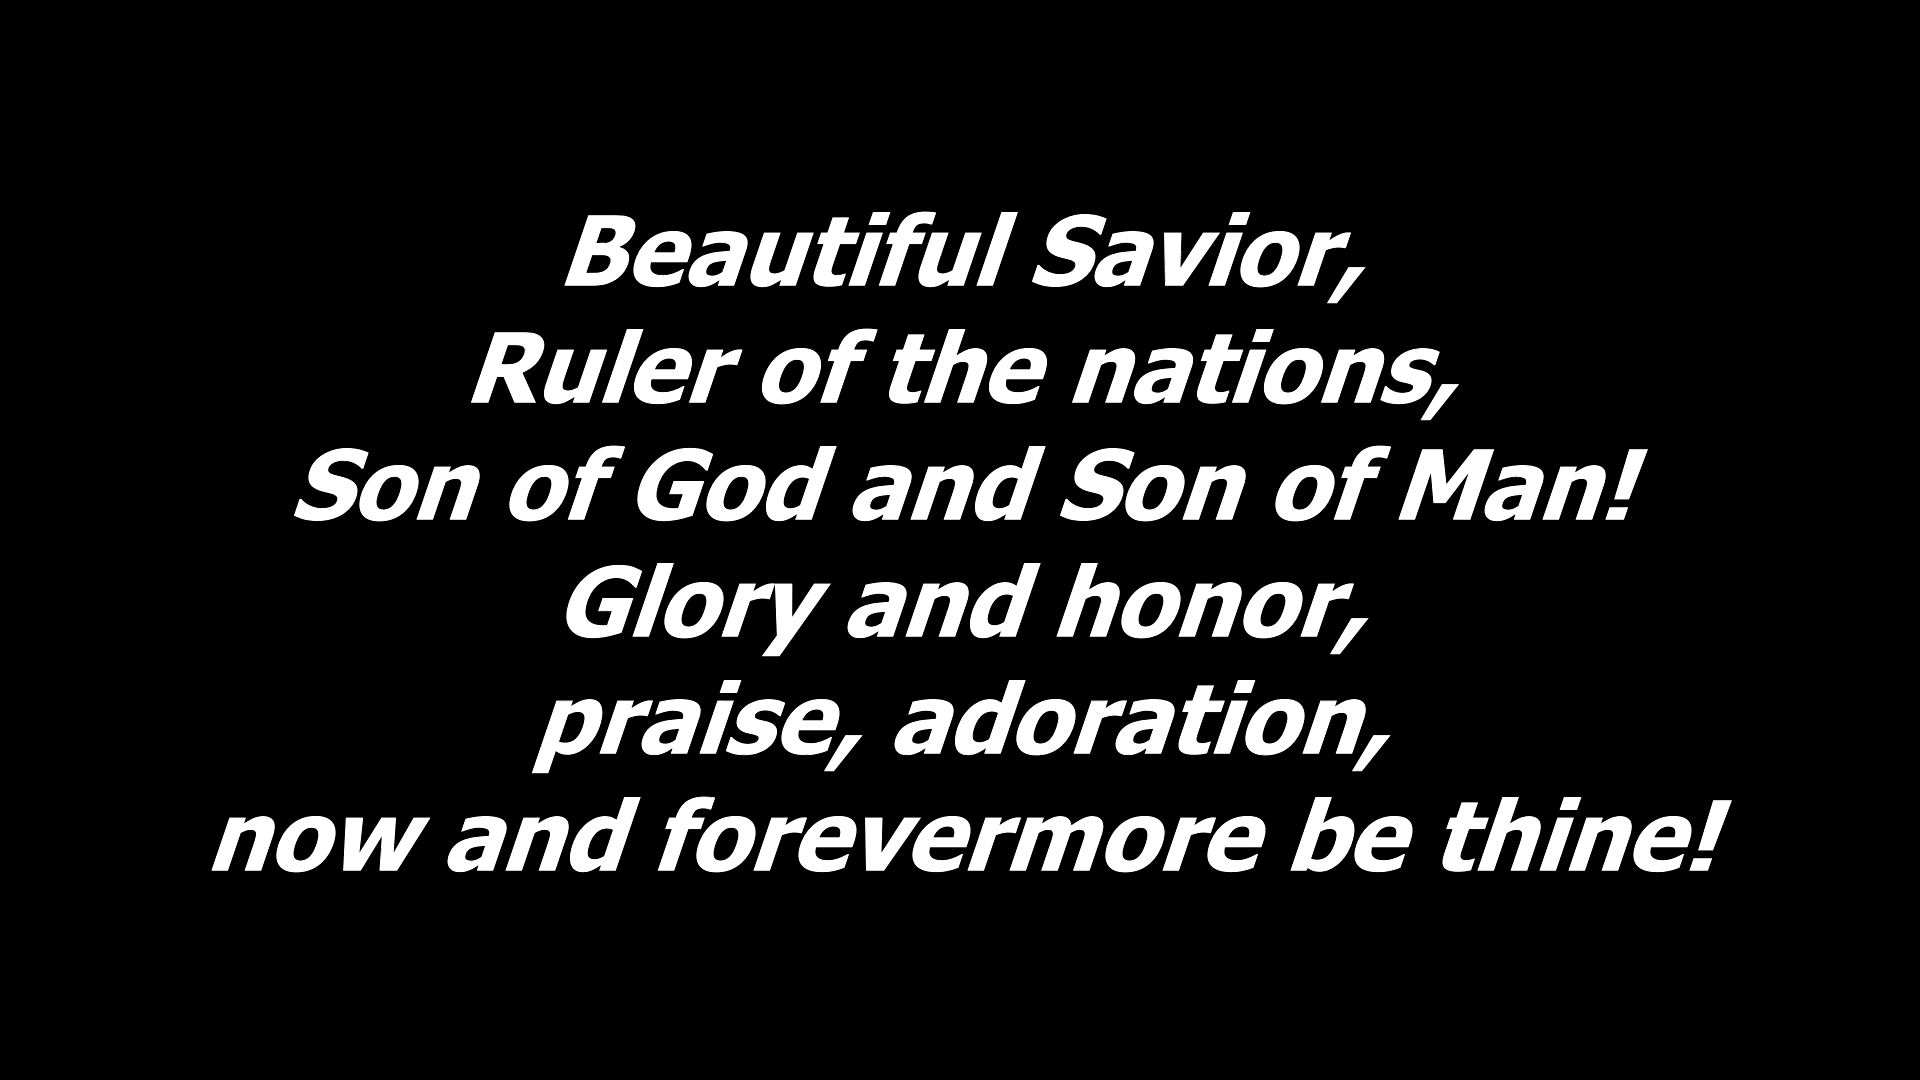 Beautiful Savior,
Ruler of the nations,
Son of God and Son of Man!
Glory and honor,
praise, adoration,
now and forevermore be thine!